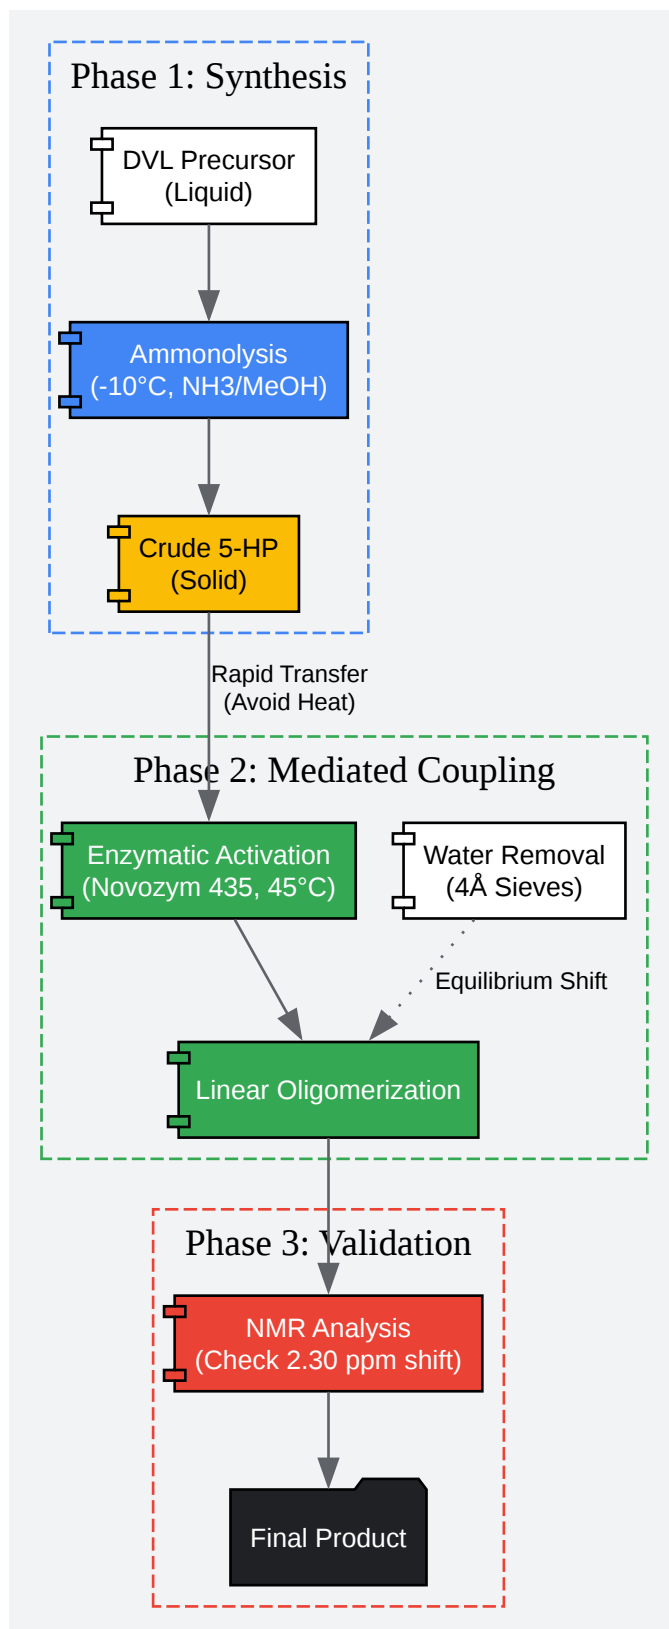 Phase 1: Synthesis
DVL Precursor
(Liquid)
Ammonolysis
(-10°C, NH3/MeOH)
Crude 5-HP
(Solid)
Rapid Transfer
(Avoid Heat)
Phase 2: Mediated Coupling
Enzymatic Activation
(Novozym 435, 45°C)
Water Removal
(4Å Sieves)
Equilibrium Shift
Linear Oligomerization
Phase 3: Validation
NMR Analysis
(Check 2.30 ppm shift)
Final Product